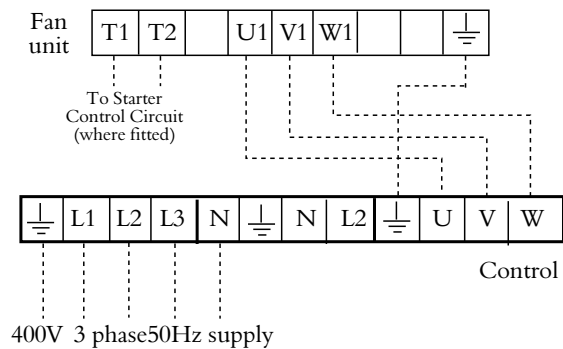 Fan
unit
T1 T2 U1 V1 W1
To Starter
Control Circuit
(where fitted)
L1 L2 L3 N N L2 U V W
Control
400V 3 phase50Hz supply